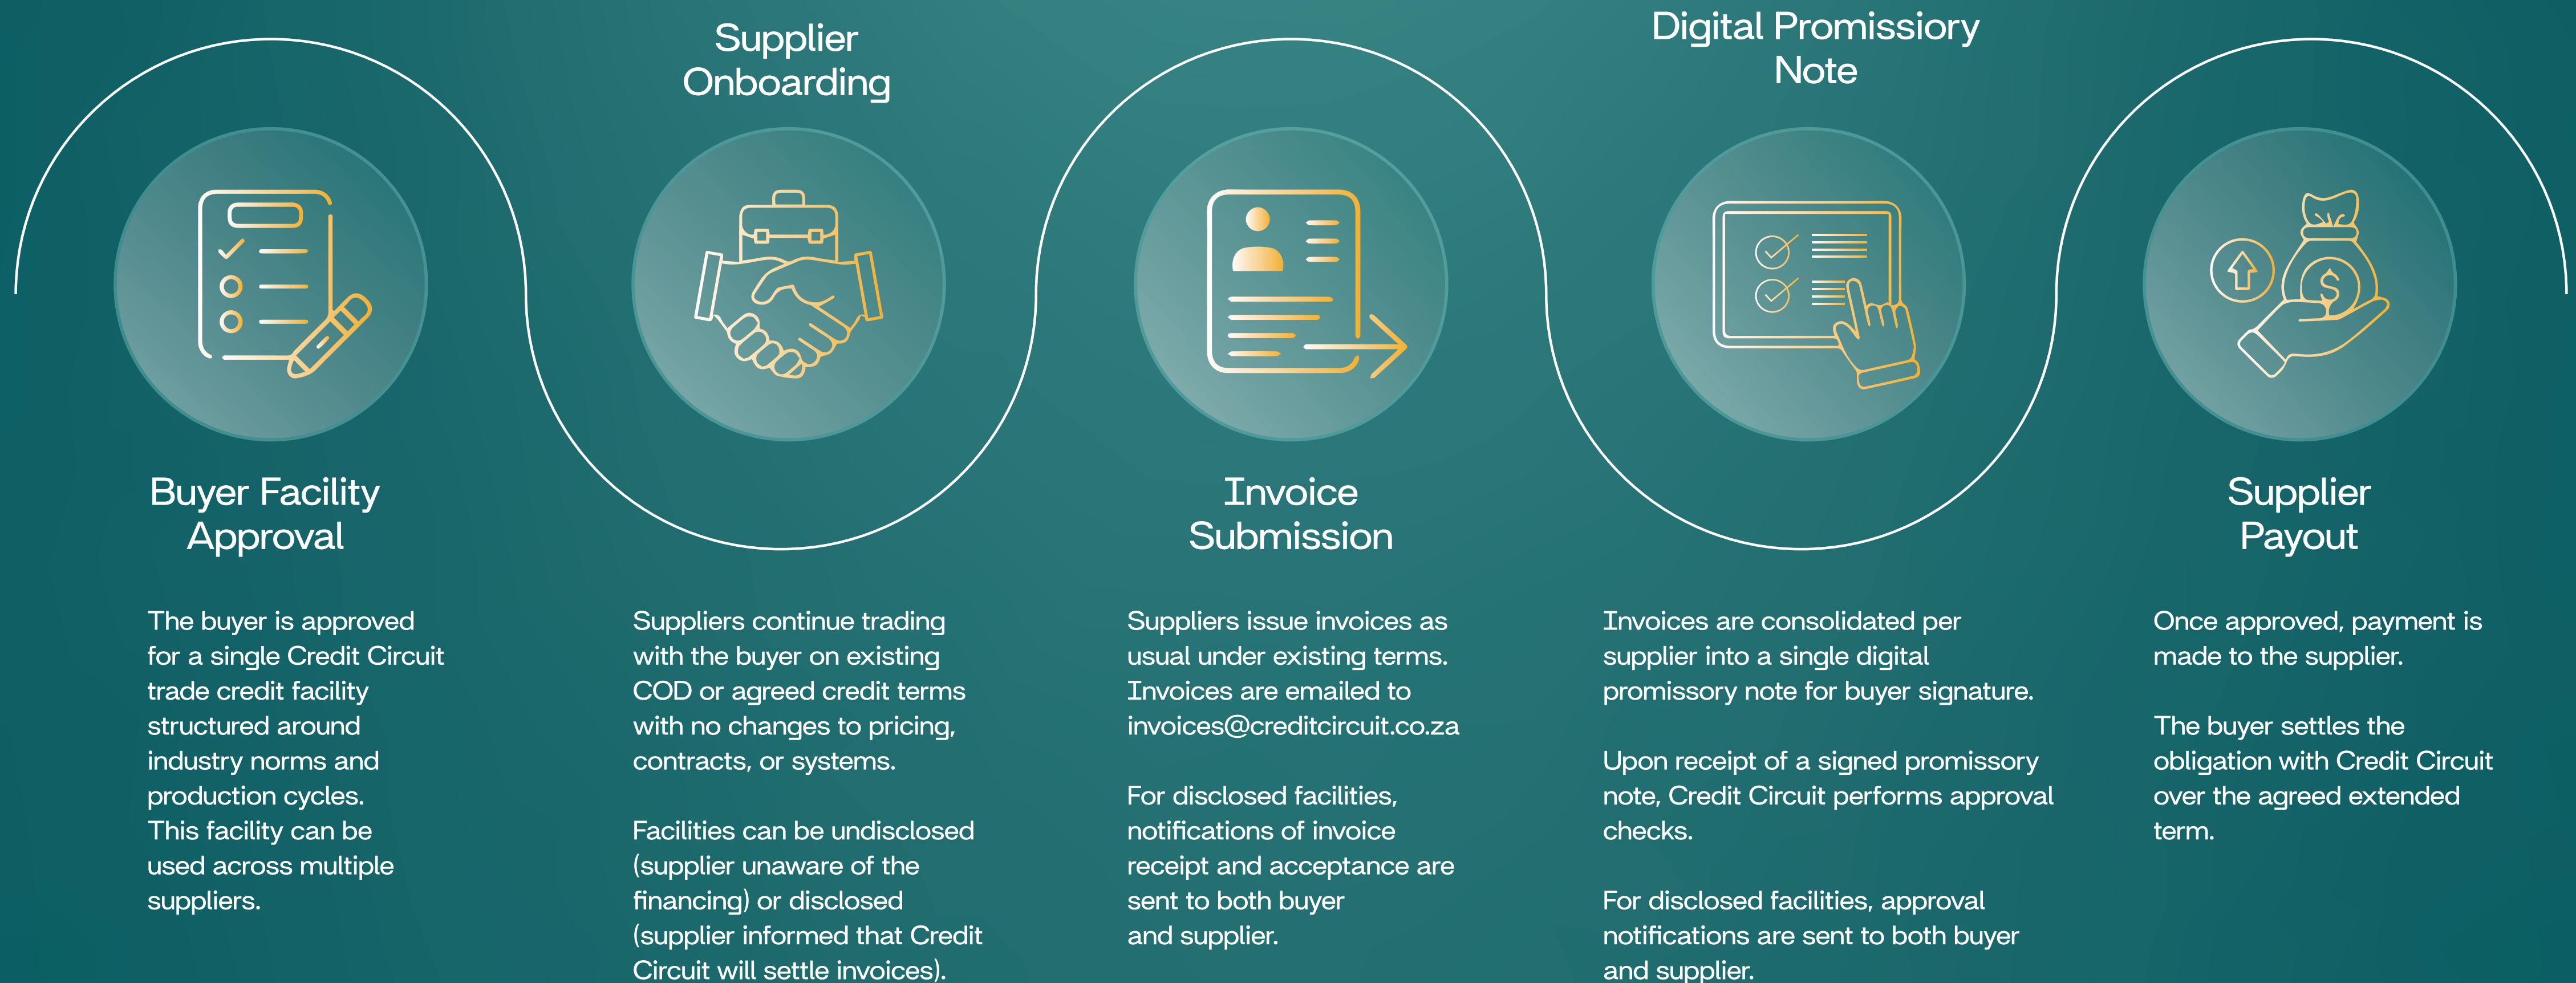 Buyer Facility
Approval
The buyer is approved
for a single Credit Circuit
trade credit facility
structured around
industry norms and
production cycles.
This facility can be
used across multiple
suppliers.
Supplier
Onboarding
Suppliers continue trading
with the buyer on existing
COD or agreed credit terms
with no changes to pricing,
contracts, or systems.
Facilities can be undisclosed
(supplier unaware of the
financing) or disclosed
(supplier informed that Credit
Circuit will settle invoices).
Invoice
Submission
Suppliers issue invoices as
usual under existing terms.
Invoices are emailed to
invoices@creditcircuit.co.za
For disclosed facilities,
notifications of invoice
receipt and acceptance are
sent to both buyer
and supplier.
Digital Promissiory
Note
Invoices are consolidated per
supplier into a single digital
promissory note for buyer signature.
Upon receipt of a signed promissory
note, Credit Circuit performs approval
checks.
For disclosed facilities, approval
notifications are sent to both buyer
and supplier.
Supplier
Payout
$
Once approved, payment is
made to the supplier.
The buyer settles the
obligation with Credit Circuit
over the agreed extended
term.